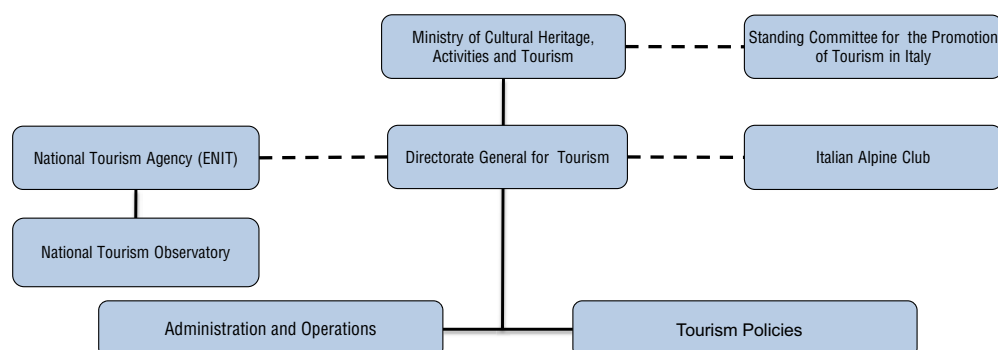 Ministry of Cultural Heritage,
Activities and Tourism
Standing Committee for the Promotion
of Tourism in Italy
National Tourism Agency (ENIT)
Directorate General for Tourism
Italian Alpine Club
National Tourism Observatory
Administration and Operations
Tourism Policies